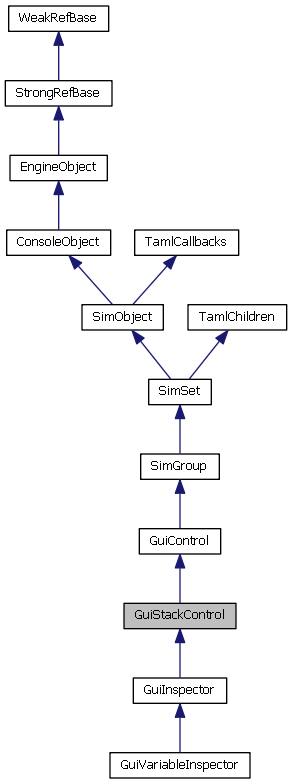 WeakRefBase
StrongRefBase
EngineObject
ConsoleObject
TamlCallbacks
SimObject
TamlChildren
SimSet
SimGroup
GuiControl
GuiStackControl
GuiInspector
GuiVariableInspector